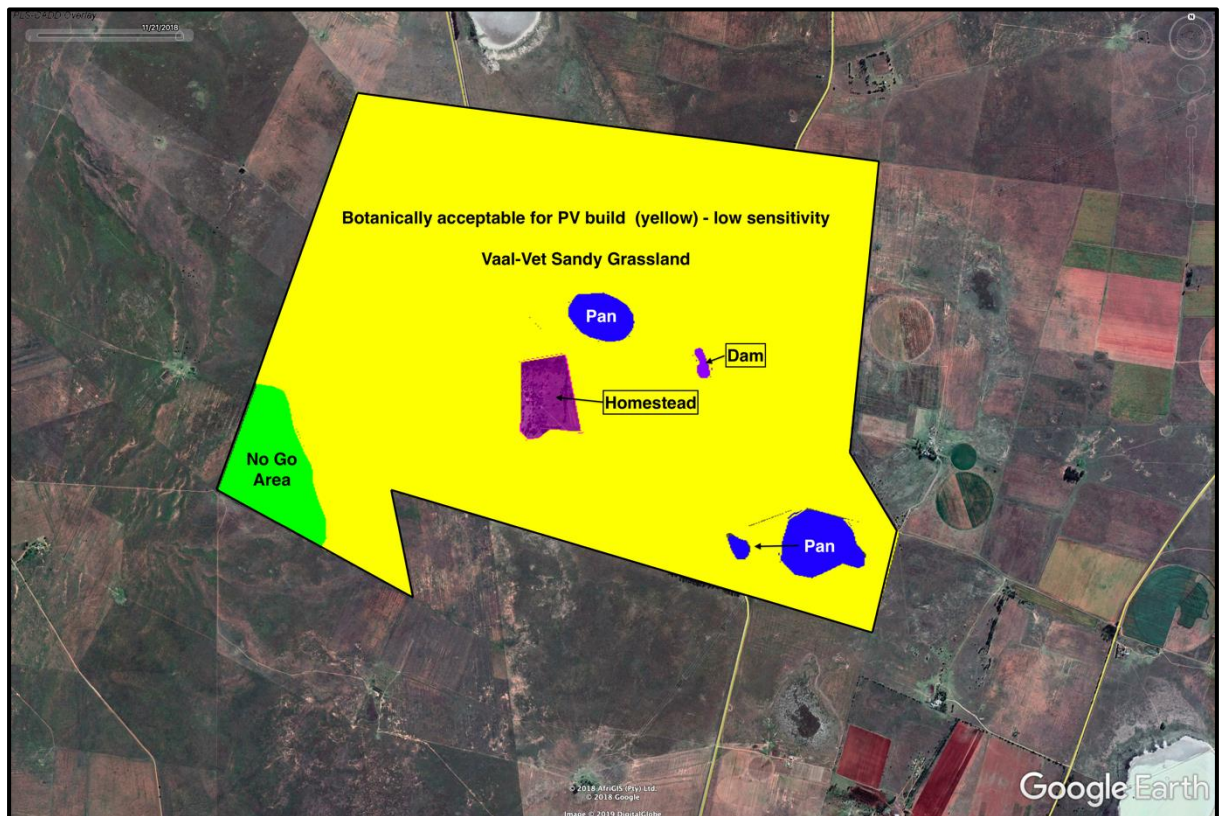 11/21/2018
Botanically acceptable for PV build (yellow) - low sensitivity
Vaal-Vet Sandy Grassland
Pan
Dam
Homestead
No Go
Area
Pan
N
© 2018 AfriGIS (Pty) Ltd.
© 2018 Google
Image © 2019 DigitalGlobe
Google Earth